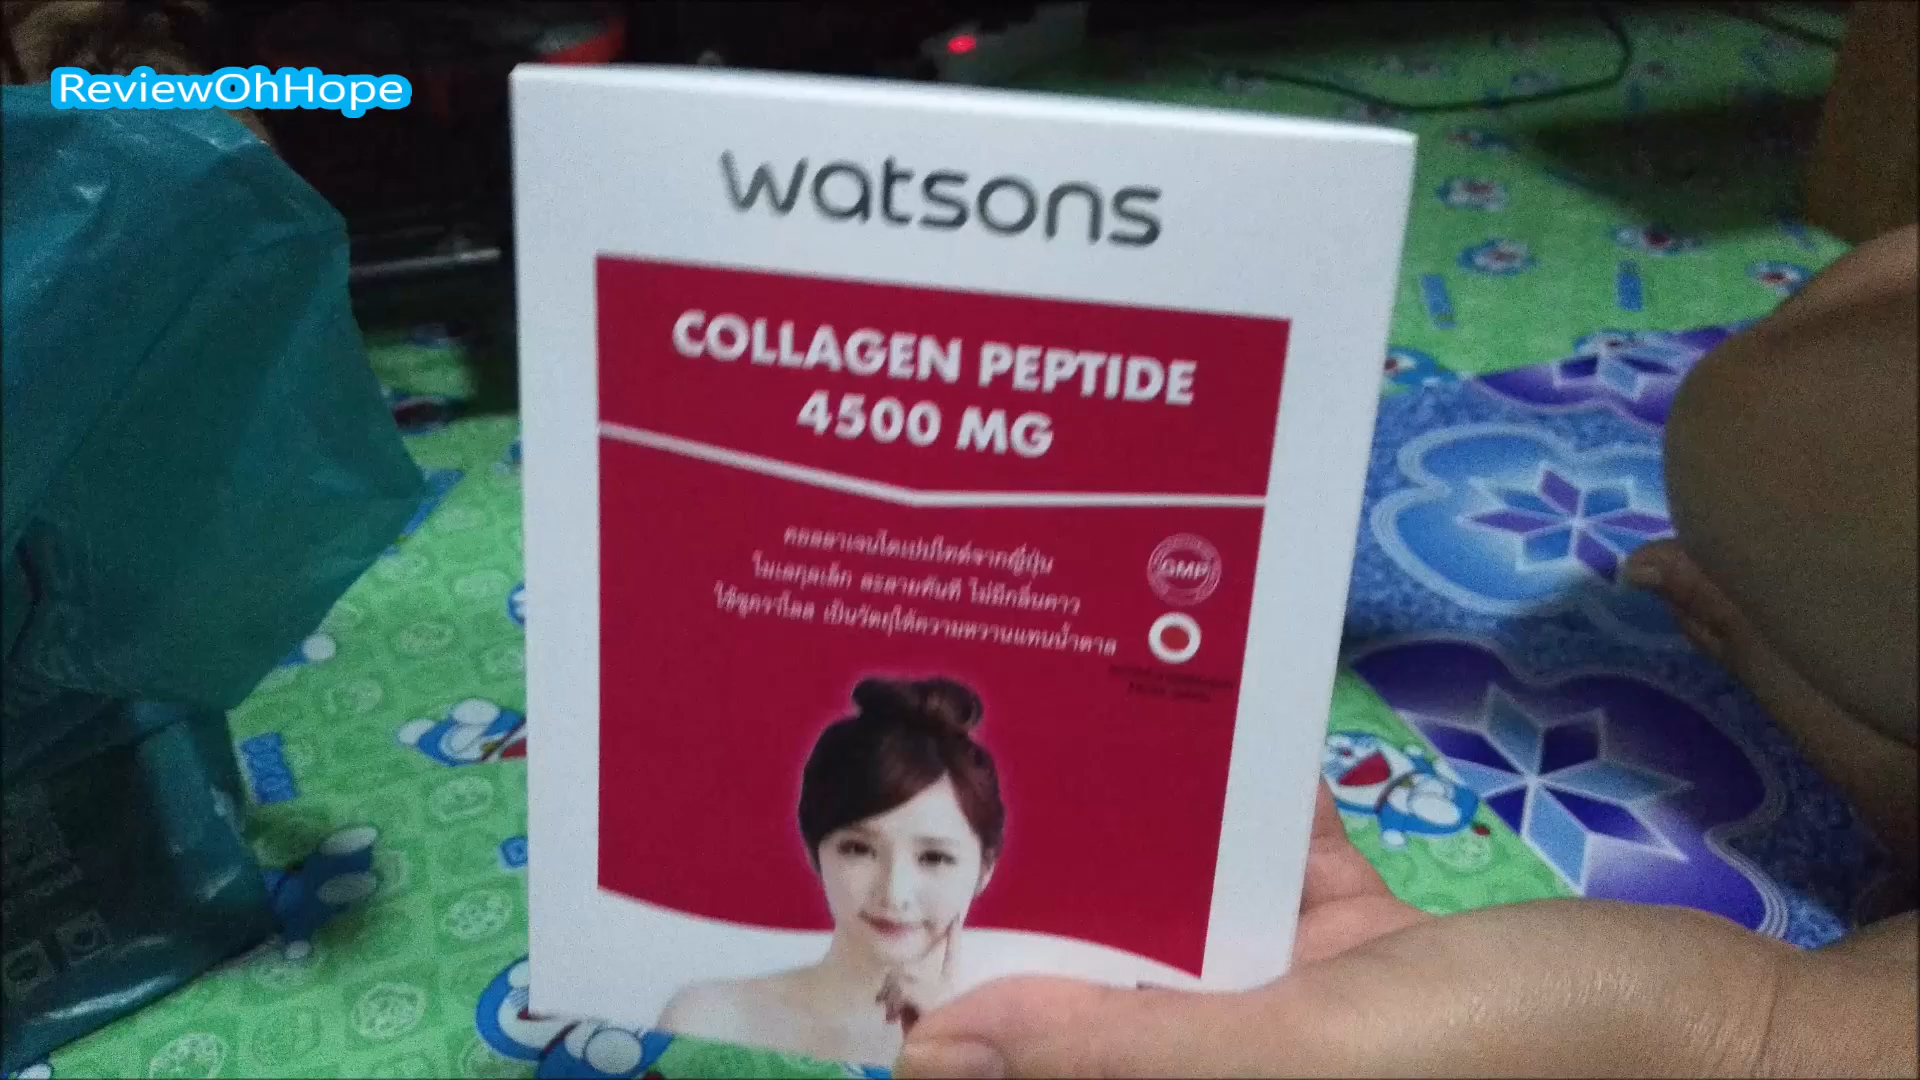 ReviewOhHope
watsons
COLLAGEN PEPTIDE
4500 MG
คอลลาเจนไดเปปไทด์จากญี่ปุ่น
โมเลกุลเล็ก ละลายทันที ไม่มีกลิ่นคาว
ใช้ซูคราโลส เป็นวัตถุให้ความหวานแทนน้ำตาล
GMP